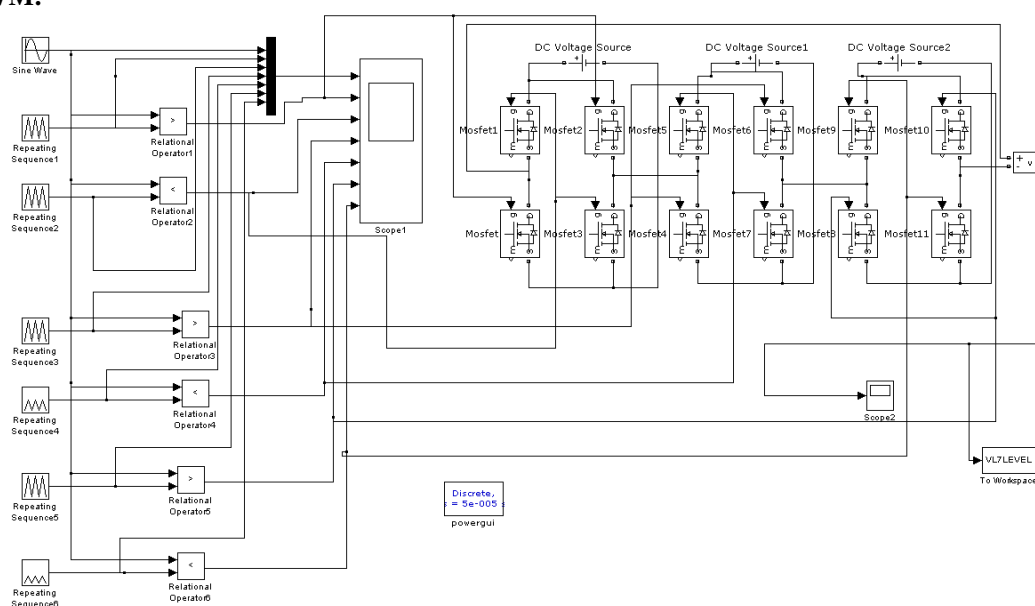 Sine Wave
Repeating
Sequence1
>
Relational
Operator1
Repeating
Sequence2
<
Relational
Operator2
Scope1
Repeating
Sequence3
>
Relational
Operator3
Repeating
Sequence4
<
Relational
Operator4
Repeating
Sequence5
>
Relational
Operator5
Repeating
Sequence6
<
Relational
Operator6
DC Voltage Source
DC Voltage Source1
DC Voltage Source2
Mosfet1
Mosfet2
Mosfet5
Mosfet6
Mosfet9
Mosfet10
+
-
v
Mosfet
Mosfet3
Mosfet4
Mosfet7
Mosfet8
Mosfet11
Scope2
VL7LEVEL
To Workspace
Discrete,
s = 5e-005 s
powergui